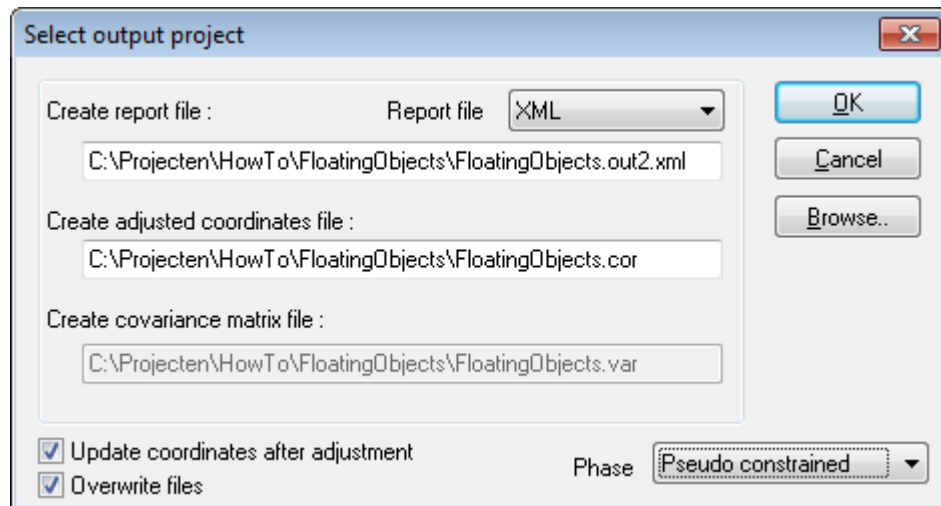 Select output project
Create report file :
Report file
XML
OK
C:\Projecten\HowTo\FloatingObjects\FloatingObjects.out2.xml
Cancel
Create adjusted coordinates file :
Browse..
C:\Projecten\HowTo\FloatingObjects\FloatingObjects.cor
Create covariance matrix file :
C:\Projecten\HowTo\FloatingObjects\FloatingObjects.var
Update coordinates after adjustment
Phase
Pseudo constrained
Overwrite files